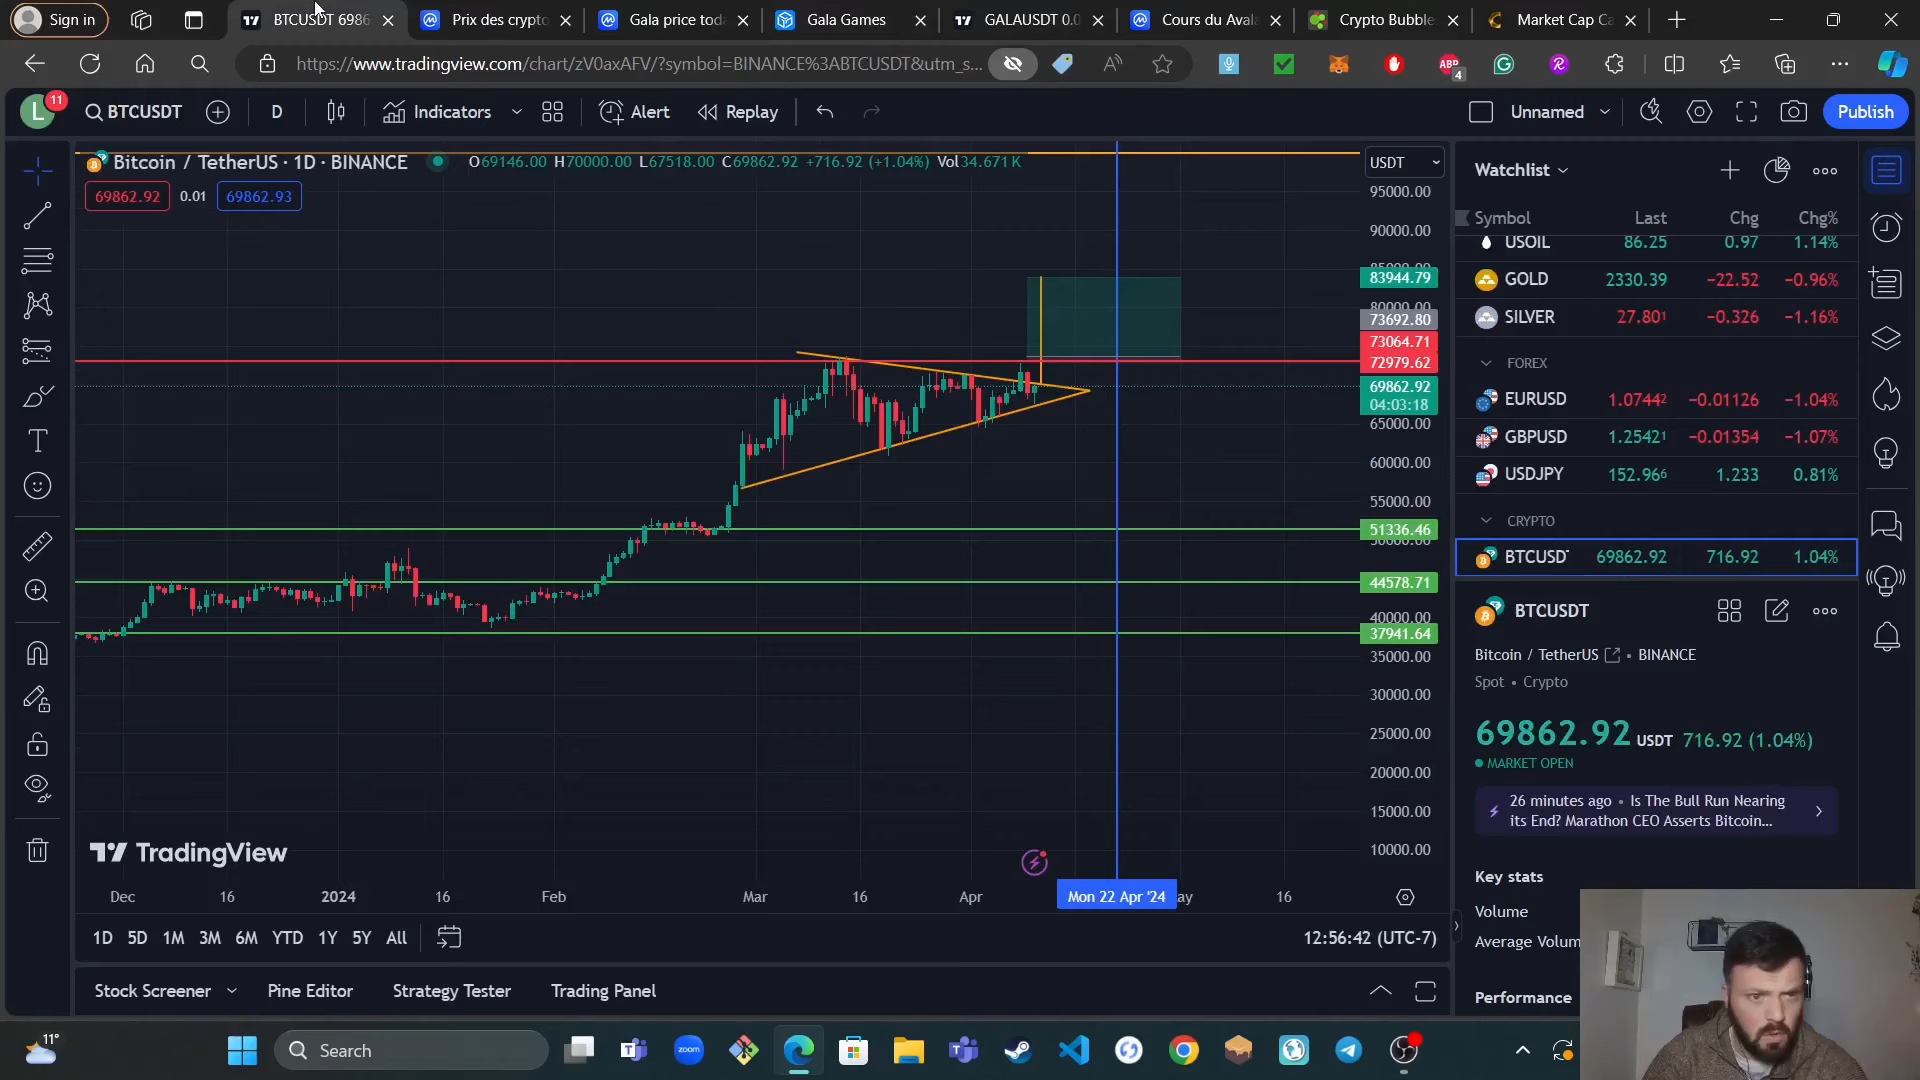 Sign in
BTCUSDT 6986
Prix des crypto
Gala price toda
Gala Games
GALAUSDT 0.0
Cours du Avala
Crypto Bubble
Market Cap Ca
https://www.tradingview.com/chart/zV0axAFV/?symbol=BINANCE%3ABTCUSDT&utm_s...
ABP
4
L
11
BTCUSDT
D
Indicators
Alert
Replay
Unnamed
Publish
Bitcoin / TetherUS · 1D · BINANCE
O69146.00 H70000.00 L67518.00 C69862.92 +716.92 (+1.04%) Vol34.671K
69862.92
0.01
69862.93
USDT
95000.00
90000.00
85000.00
83944.79
80000.00
73692.80
73064.71
72979.62
69862.92
04:03:18
65000.00
60000.00
55000.00
51336.46
50000.00
44578.71
40000.00
37941.64
35000.00
30000.00
25000.00
20000.00
15000.00
10000.00
TradingView
Dec
16
2024
16
Feb
Mar
16
Apr
Mon 22 Apr '24
ay
16
1D 5D 1M 3M 6M YTD 1Y 5Y All
12:56:42 (UTC-7)
Stock Screener
Pine Editor
Strategy Tester
Trading Panel
Watchlist
Symbol Last Chg Chg%
USOIL 86.25 0.97 1.14%
GOLD 2330.39 −22.52 −0.96%
SILVER 27.801 −0.326 −1.16%
FOREX
EURUSD 1.07442 −0.01126 −1.04%
GBPUSD 1.25421 −0.01354 −1.07%
USDJPY 152.966 1.233 0.81%
CRYPTO
BTCUSDT 69862.92 716.92 1.04%
BTCUSDT
Bitcoin / TetherUS • BINANCE
Spot • Crypto
69862.92 USDT 716.92 (1.04%)
MARKET OPEN
26 minutes ago • Is The Bull Run Nearing
its End? Marathon CEO Asserts Bitcoin...
Key stats
Volume
Average Volum
Performance
11°
Search
zoom